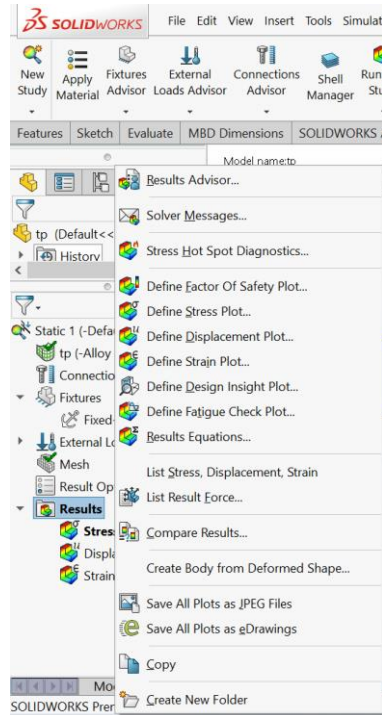 SOLIDWORKS
File Edit View Insert Tools Simulat
New Study
Apply Material
Fixtures Advisor
External Loads Advisor
Connections Advisor
Shell Manager
Run
Stu
Features Sketch Evaluate MBD Dimensions SOLIDWORKS
Model name:tp
tp (Default<<
History
Static 1 (-Defa
tp (-Alloy
Connectio
Fixtures
Fixed-
External Lo
Mesh
Result Op
Results
Stres
Displa
Strain
Results Advisor...
Solver Messages...
Stress Hot Spot Diagnostics...
Define Factor Of Safety Plot...
Define Stress Plot...
Define Displacement Plot...
Define Strain Plot...
Define Design Insight Plot...
Define Fatigue Check Plot...
Results Equations...
List Stress, Displacement, Strain
List Result Force...
Compare Results...
Create Body from Deformed Shape...
Save All Plots as JPEG Files
Save All Plots as eDrawings
Copy
Create New Folder
Mo
SOLIDWORKS Prer